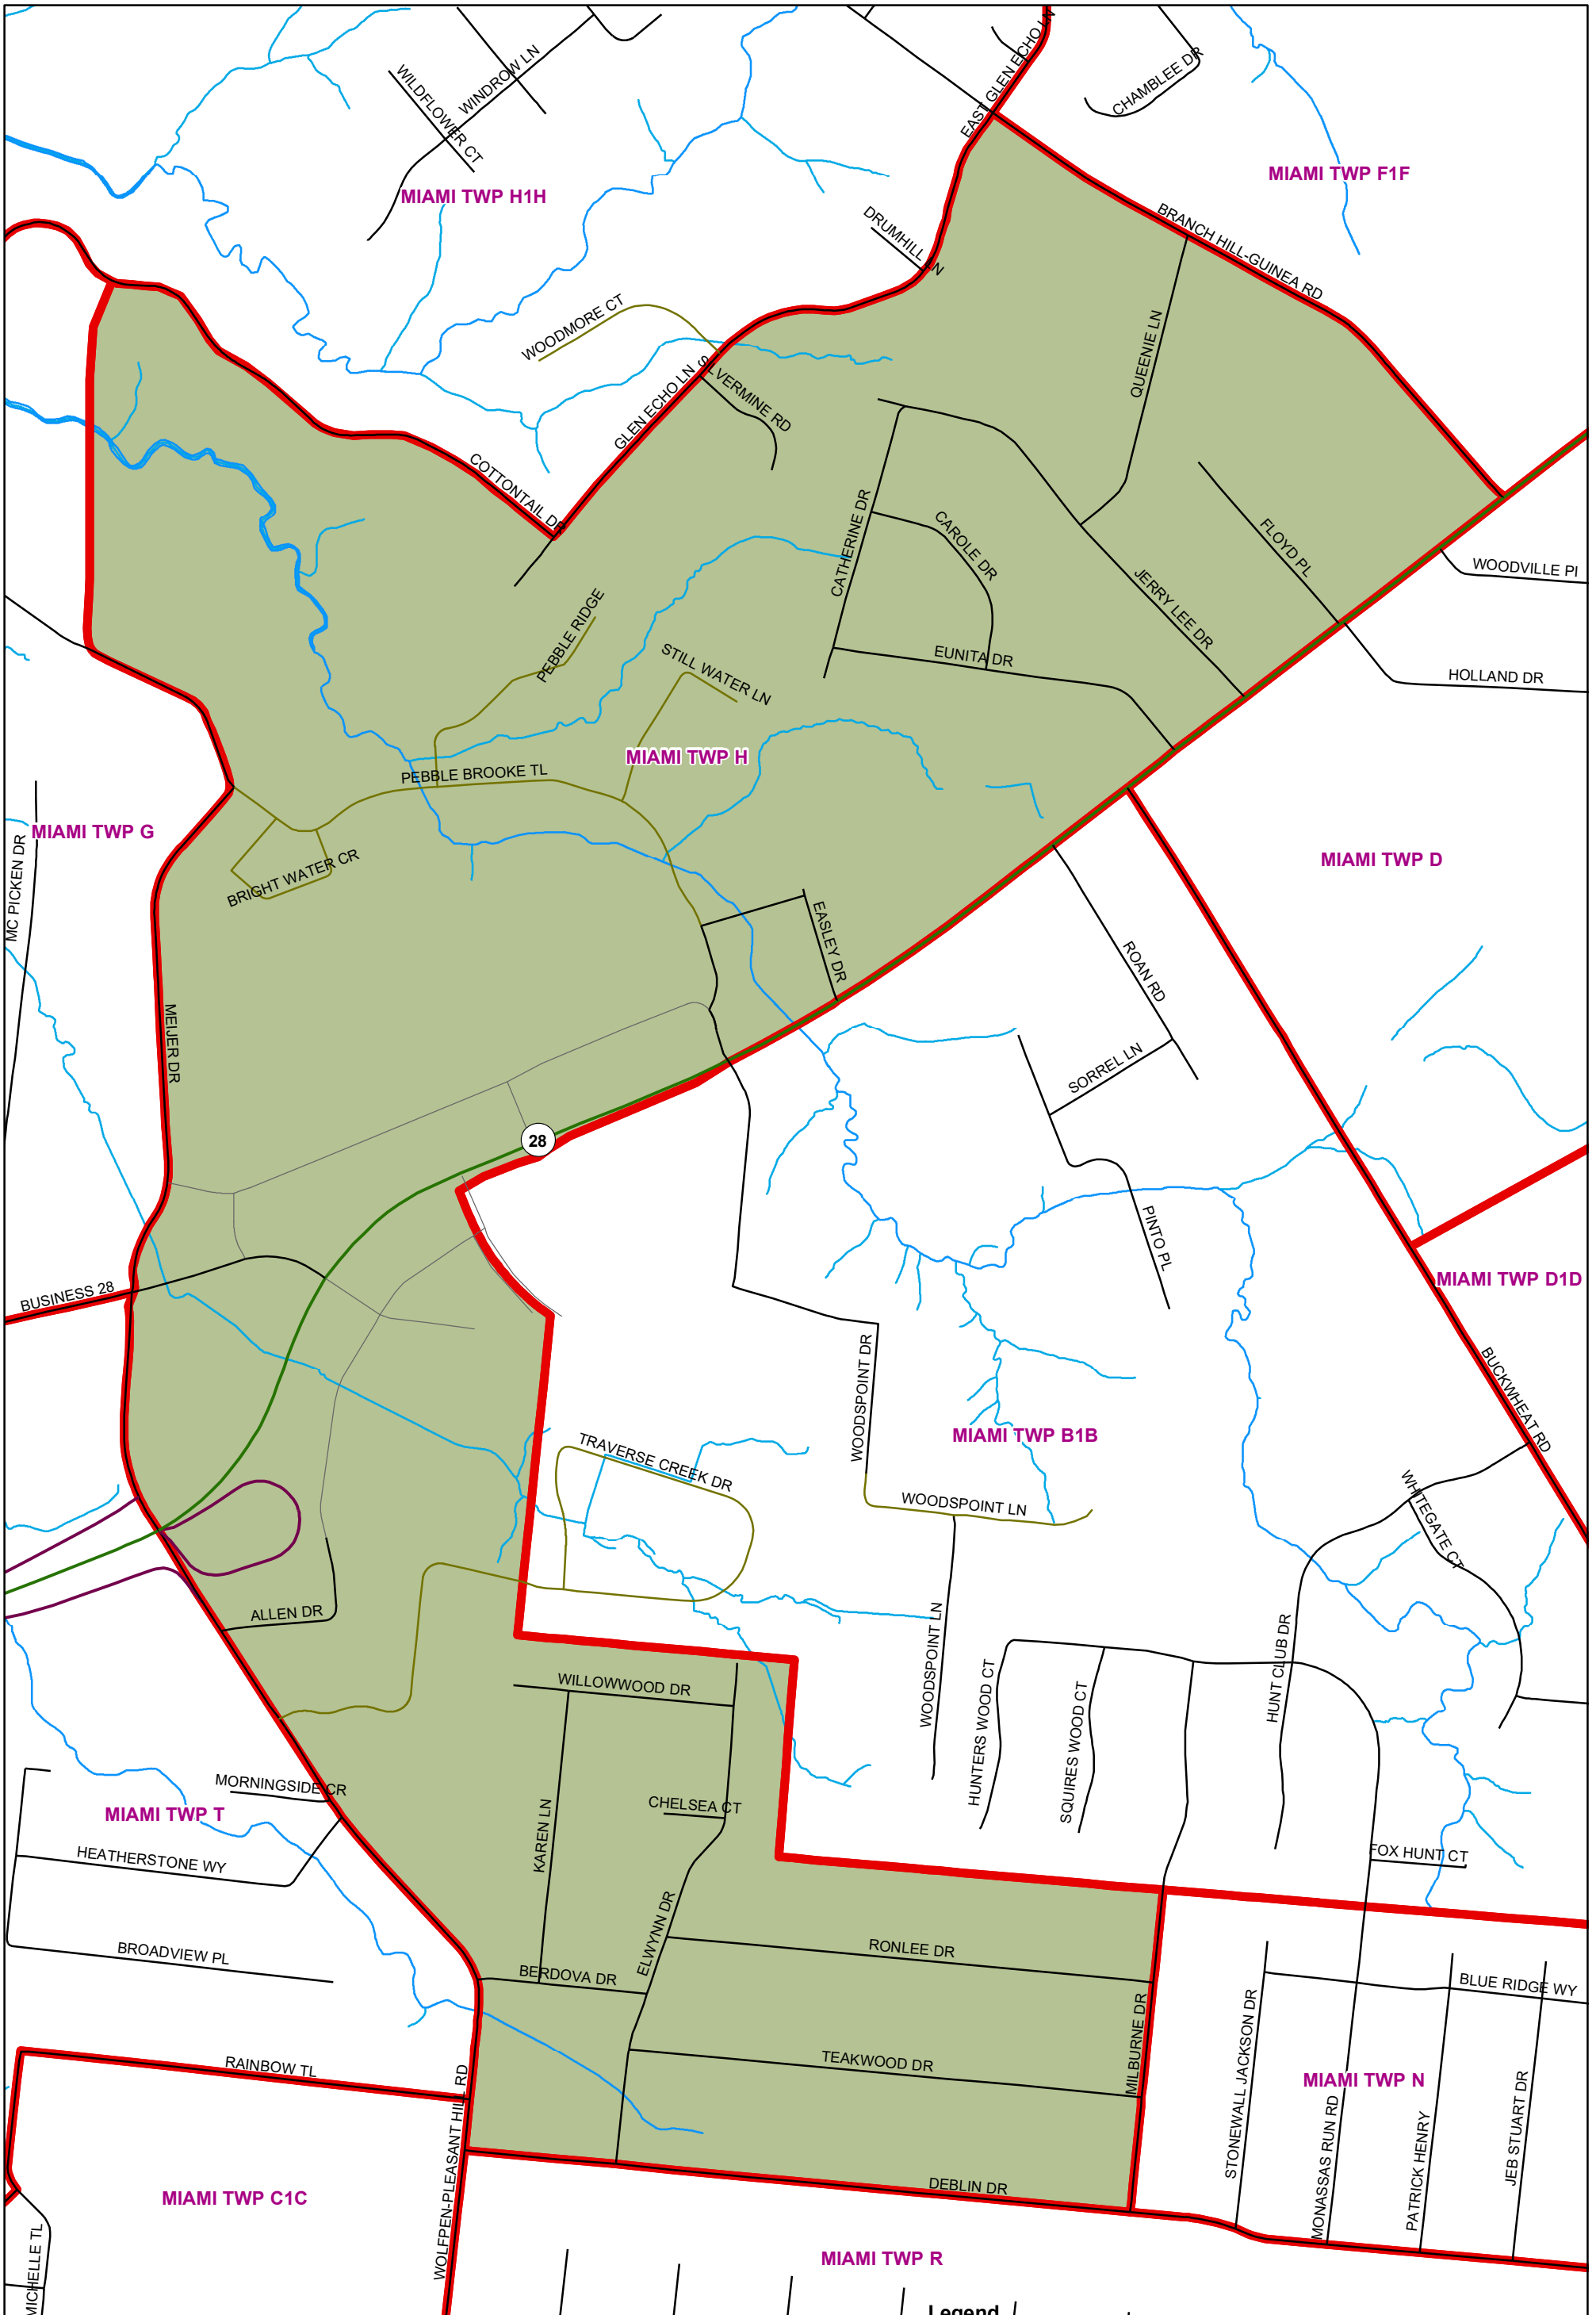 EAST GLEN ECHO LN
CHAMBLEE DR
WINDROW LN
WILDFLOWER CT
MIAMI TWP F1F
MIAMI TWP H1H
BRANCH HILL-GUINEA RD
DRUMHILL LN
WOODMORE CT
QUEENIE LN
SILVERMINE RD
GLEN ECHO LN
COTTONTAIL DR
CATHERINE DR
CAROLE DR
FLOYD PL
WOODVILLE PI
JERRY LEE DR
PEBBLE RIDGE
EUNITA DR
STILL WATER LN
HOLLAND DR
MIAMI TWP H
PEBBLE BROOKE TL
MIAMI TWP G
MIAMI TWP D
MC PICKEN DR
BRIGHT WATER CR
EASLEY DR
ROAN RD
MEIJER DR
SORREL LN
28
PINTO PL
MIAMI TWP D1D
BUSINESS 28
WOODSPOINT DR
BUCKWHEAT RD
MIAMI TWP B1B
TRAVERSE CREEK DR
WOODSPOINT LN
WHITEGATE CT
ALLEN DR
WOODSPOINT LN
HUNT CLUB DR
WILLOWWOOD DR
HUNTERS WOOD CT
SQUIRES WOOD CT
MORNINGSIDE CR
CHELSEA CT
MIAMI TWP T
KAREN LN
HEATHERSTONE WY
FOX HUNT CT
ELWYNN DR
BROADVIEW PL
RONLEE DR
BERDOVA DR
BLUE RIDGE WY
MILBURNE DR
STONEWALL JACKSON DR
RAINBOW TL
TEAKWOOD DR
MIAMI TWP N
WOLFPEN-PLEASANT HILL RD
MONASSAS RUN RD
PATRICK HENRY
JEB STUART DR
DEBLIN DR
MIAMI TWP C1C
MICHELLE TL
MIAMI TWP R
Legend